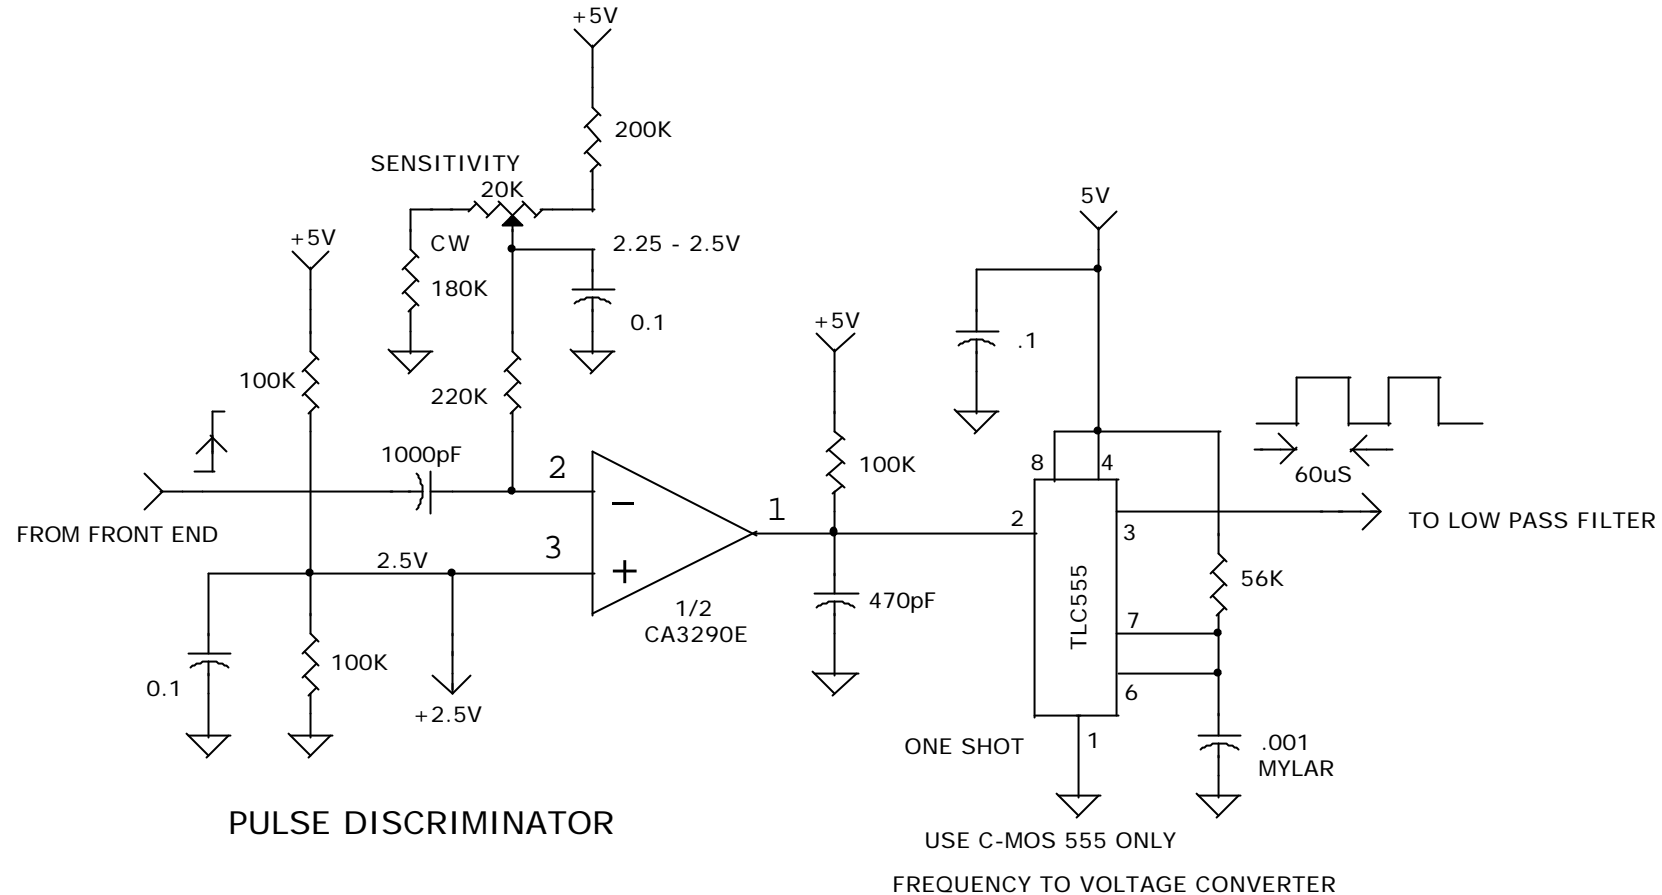 +5V
200K
SENSITIVITY
20K
5V
+5V
CW
2.25 - 2.5V
180K
0.1
+5V
.1
100K
220K
1000pF
2
100K
8
4
60uS
1
2
3
FROM FRONT END
TO LOW PASS FILTER
3
2.5V
−
+
56K
1/2
CA3290E
470pF
TLC555
7
100K
0.1
6
+2.5V
ONE SHOT
1
.001
MYLAR
PULSE DISCRIMINATOR
USE C-MOS 555 ONLY
FREQUENCY TO VOLTAGE CONVERTER